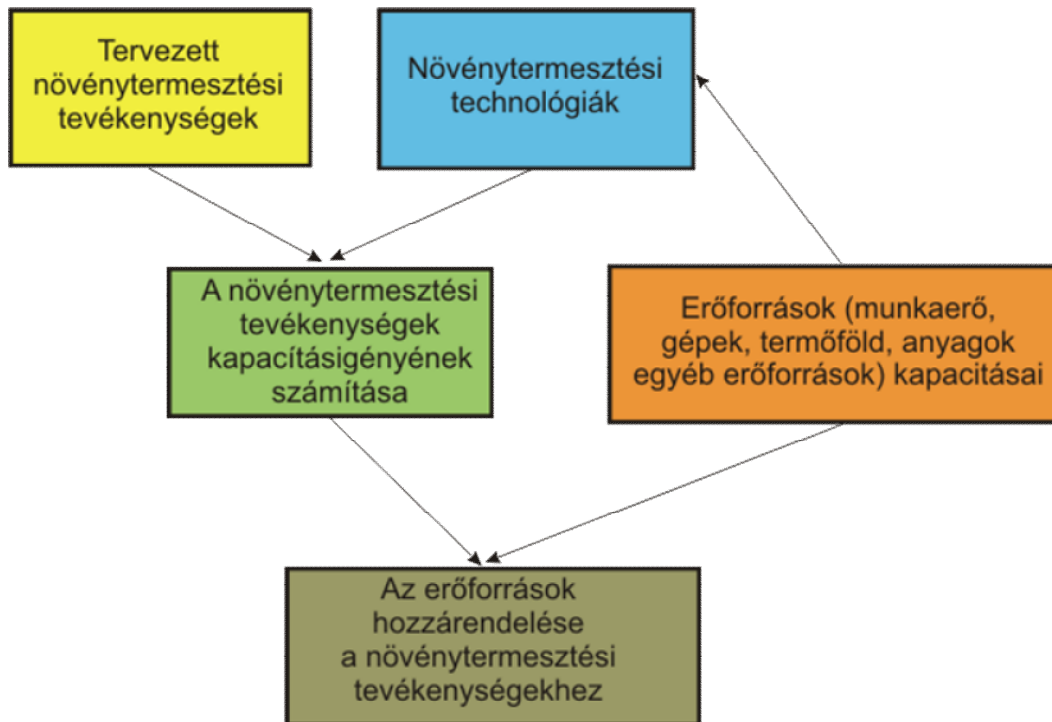 Tervezett
növénytermesztési
tevékenységek
Növénytermesztési
technológiák
A növénytermesztési
tevékenységek
kapacításigényének
számítása
Erőforrások (munkaerő,
gépek, termőföld, anyagok
egyéb erőforrások) kapacitásai
Az erőforrások
hozzárendelése
a növénytermesztési
tevékenységekhez